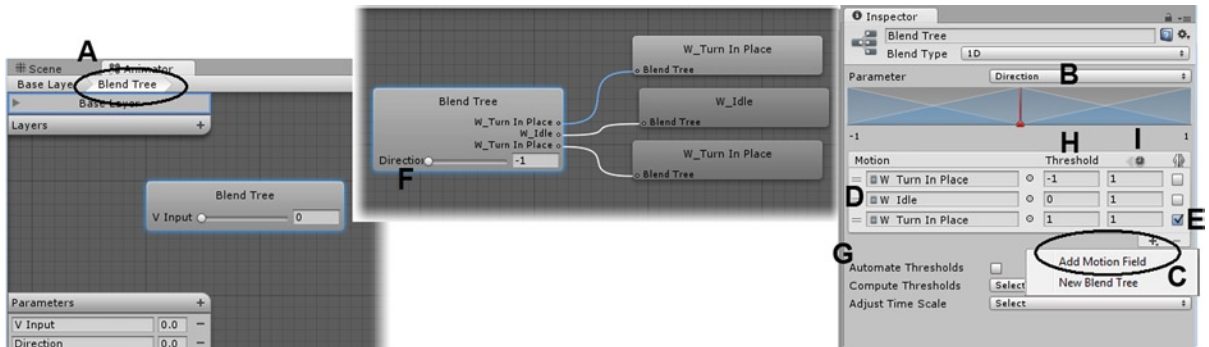 A
Scene
Animator
Base Laye
Blend Tree
Base Layer
Layers +
Blend Tree
V Input 0
Parameters +
V Input 0.0 −
Direction 0.0 −
Blend Tree
W_Turn In Place
W_Idle
W_Turn In Place
Direction -1
F
W_Turn In Place
Blend Tree
W_Idle
Blend Tree
W_Turn In Place
Blend Tree
Inspector
Blend Tree
Blend Type 1D
Parameter Direction B
-1 1
H I
Motion Threshold
W Turn In Place -1 1
D W Idle 0 1
W Turn In Place 1 1 E
+ −
G
Add Motion Field
Automate Thresholds
New Blend Tree C
Compute Thresholds Select
Adjust Time Scale Select